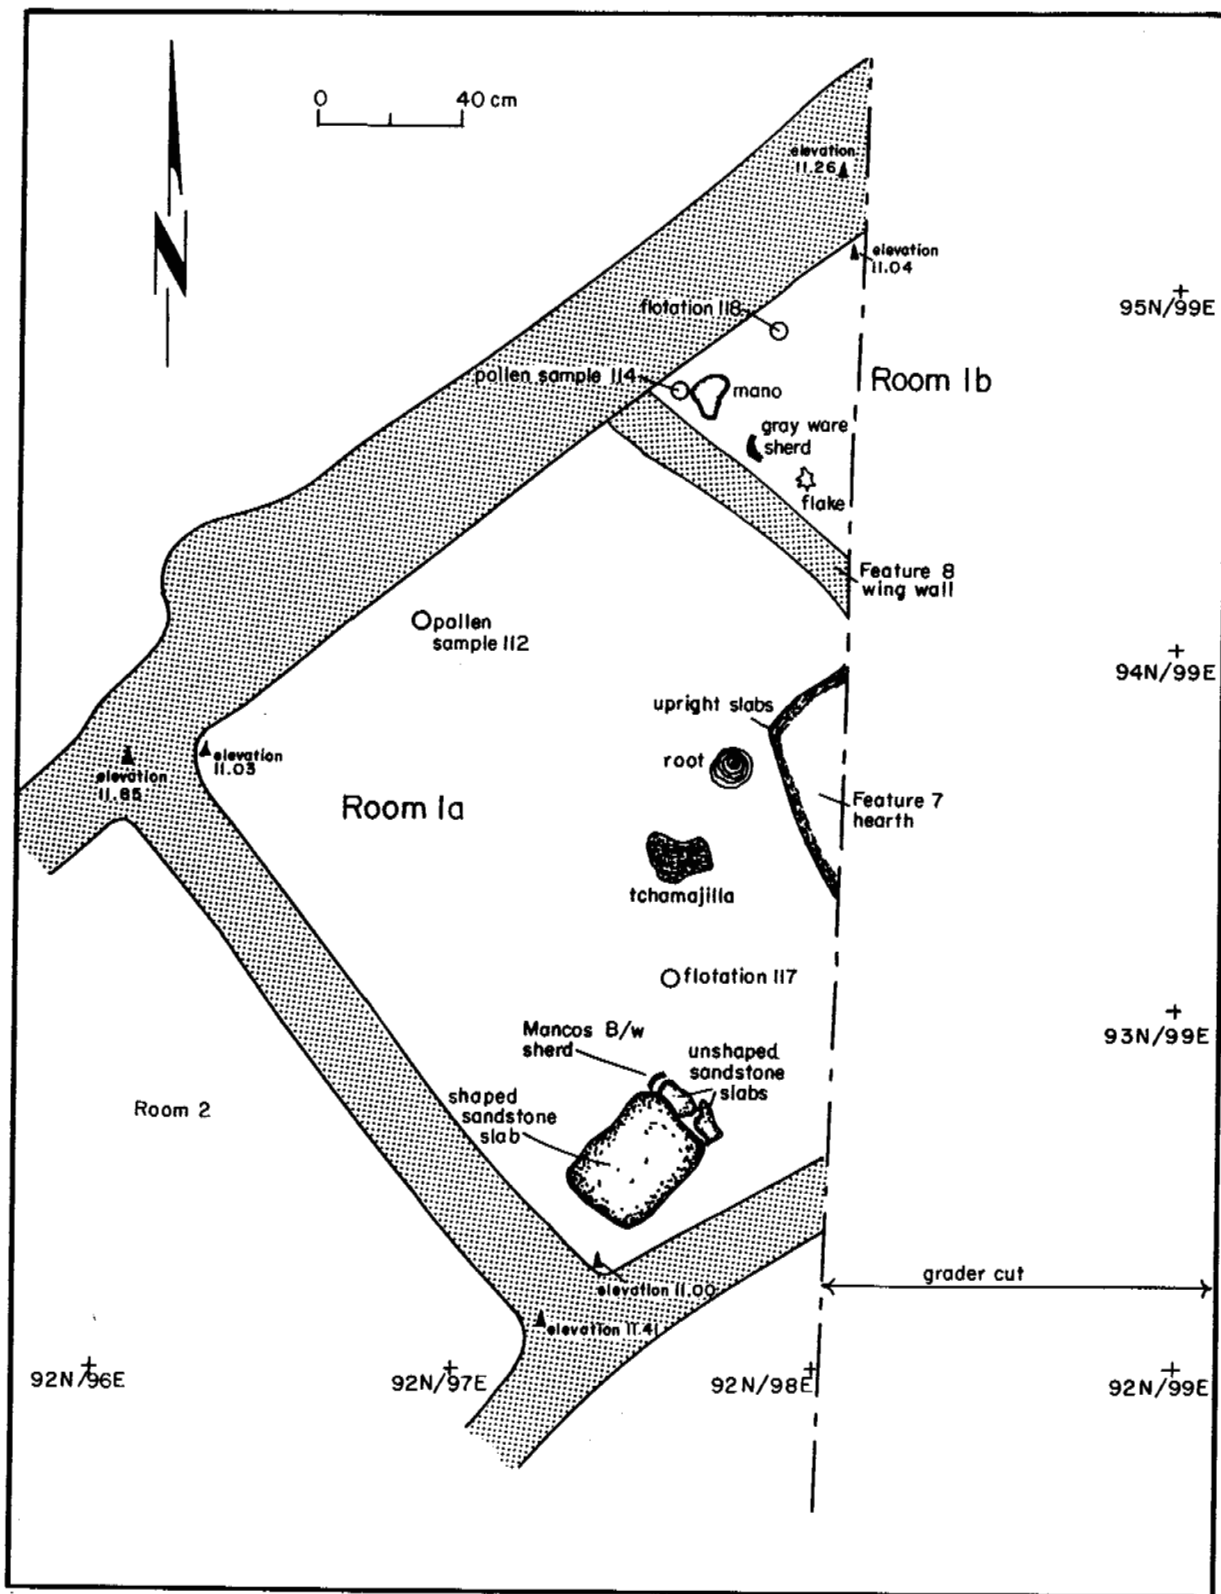 N
0 40 cm
elevation
11.26
elevation
11.04
95N/99E
flotation 118
pollen sample 114
mano
Room 1b
gray ware
sherd
flake
Feature 8
wing wall
pollen
sample 112
94N/99E
upright slabs
root
elevation
11.03
elevation
11.85
Room 1a
Feature 7
hearth
tchamajilla
flotation 117
93N/99E
Mancos B/w
sherd
unshaped
sandstone
slabs
shaped
sandstone
slab
Room 2
grader cut
elevation 11.00
elevation 11.41
92N/96E
92N/97E
92N/98E
92N/99E